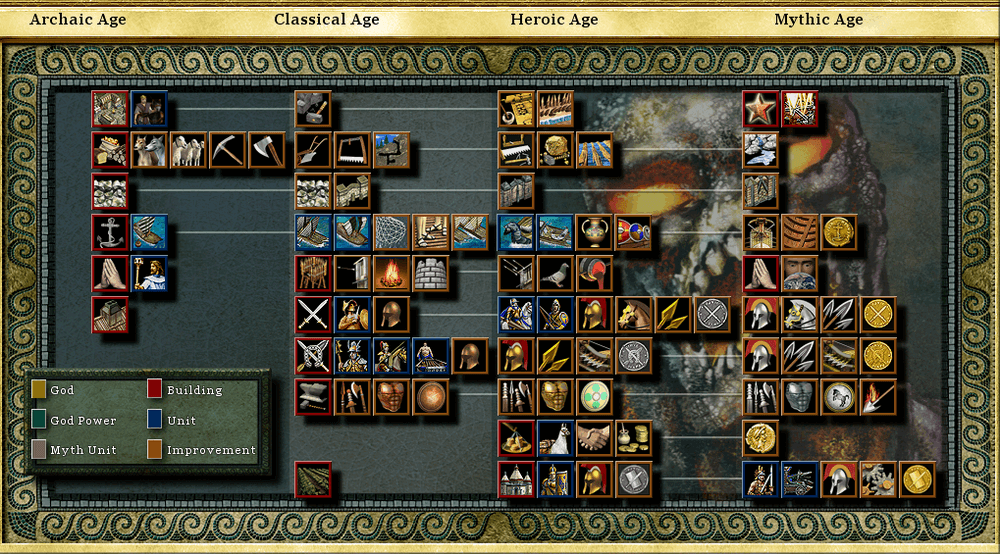 Archaic Age
Classical Age
Heroic Age
Mythic Age
God
Building
God Power
Unit
Myth Unit
Improvement